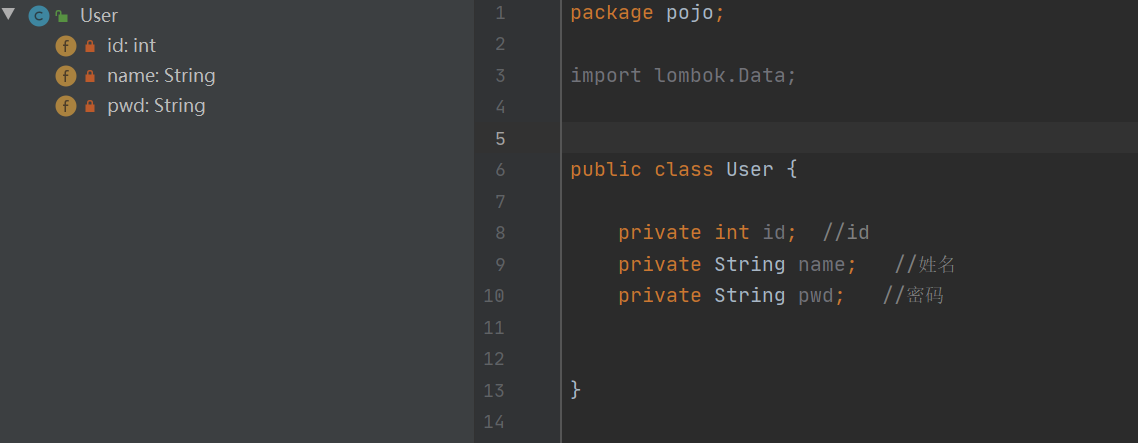 User
id: int
name: String
pwd: String
1 package pojo;
2
3 import lombok.Data;
4
5
6 public class User {
7
8 private int id;  //id
9 private String name;   //姓名
10 private String pwd;   //密码
11
12
13 }
14